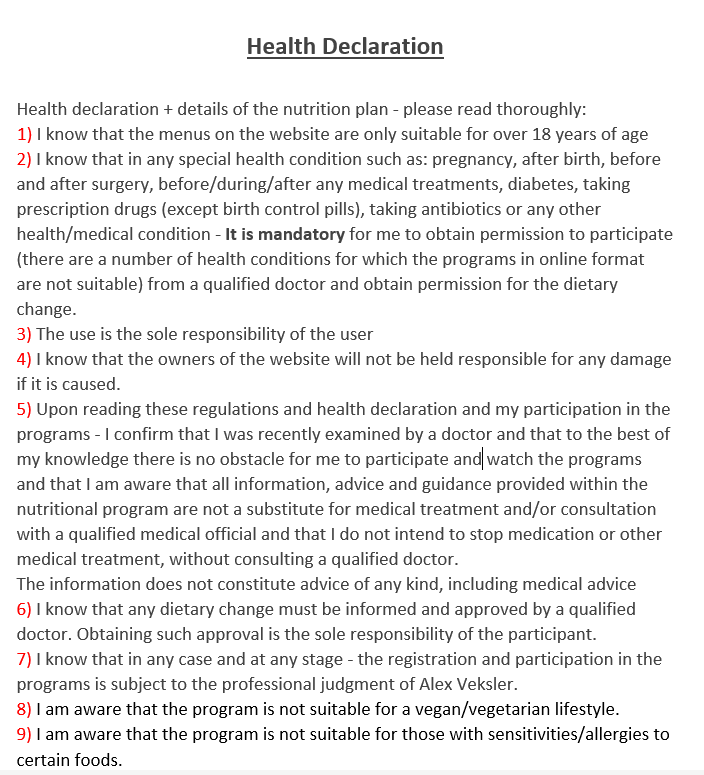 Health Declaration
Health declaration + details of the nutrition plan - please read thoroughly:
1) I know that the menus on the website are only suitable for over 18 years of age
2) I know that in any special health condition such as: pregnancy, after birth, before
and after surgery, before/during/after any medical treatments, diabetes, taking
prescription drugs (except birth control pills), taking antibiotics or any other
health/medical condition - It is mandatory for me to obtain permission to participate
(there are a number of health conditions for which the programs in online format
are not suitable) from a qualified doctor and obtain permission for the dietary
change.
3) The use is the sole responsibility of the user
4) I know that the owners of the website will not be held responsible for any damage
if it is caused.
5) Upon reading these regulations and health declaration and my participation in the
programs - I confirm that I was recently examined by a doctor and that to the best of
my knowledge there is no obstacle for me to participate and watch the programs
and that I am aware that all information, advice and guidance provided within the
nutritional program are not a substitute for medical treatment and/or consultation
with a qualified medical official and that I do not intend to stop medication or other
medical treatment, without consulting a qualified doctor.
The information does not constitute advice of any kind, including medical advice
6) I know that any dietary change must be informed and approved by a qualified
doctor. Obtaining such approval is the sole responsibility of the participant.
7) I know that in any case and at any stage - the registration and participation in the
programs is subject to the professional judgment of Alex Veksler.
8) I am aware that the program is not suitable for a vegan/vegetarian lifestyle.
9) I am aware that the program is not suitable for those with sensitivities/allergies to
certain foods.